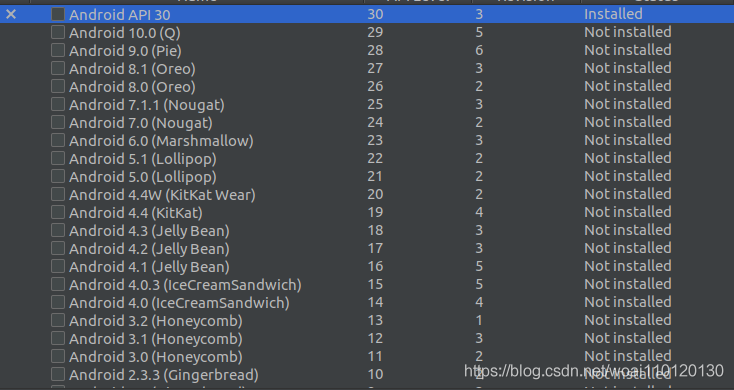 Name API Level Revision Status
Android API 30 30 3 Installed
Android 10.0 (Q) 29 5 Not installed
Android 9.0 (Pie) 28 6 Not installed
Android 8.1 (Oreo) 27 3 Not installed
Android 8.0 (Oreo) 26 2 Not installed
Android 7.1.1 (Nougat) 25 3 Not installed
Android 7.0 (Nougat) 24 2 Not installed
Android 6.0 (Marshmallow) 23 3 Not installed
Android 5.1 (Lollipop) 22 2 Not installed
Android 5.0 (Lollipop) 21 2 Not installed
Android 4.4W (KitKat Wear) 20 2 Not installed
Android 4.4 (KitKat) 19 4 Not installed
Android 4.3 (Jelly Bean) 18 3 Not installed
Android 4.2 (Jelly Bean) 17 3 Not installed
Android 4.1 (Jelly Bean) 16 5 Not installed
Android 4.0.3 (IceCreamSandwich) 15 5 Not installed
Android 4.0 (IceCreamSandwich) 14 4 Not installed
Android 3.2 (Honeycomb) 13 1 Not installed
Android 3.1 (Honeycomb) 12 3 Not installed
Android 3.0 (Honeycomb) 11 2 Not installed
Android 2.3.3 (Gingerbread) 10 2 Not installed
https://blog.csdn.net/woai110120130